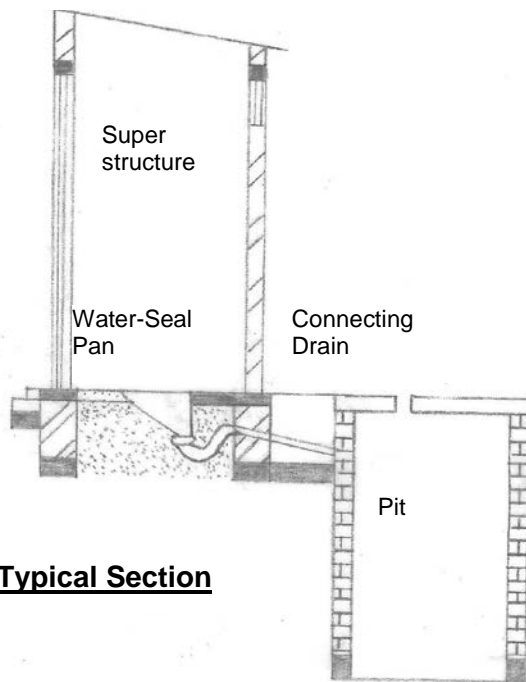 Super
structure
Water-Seal
Pan
Connecting
Drain
Pit
Typical Section